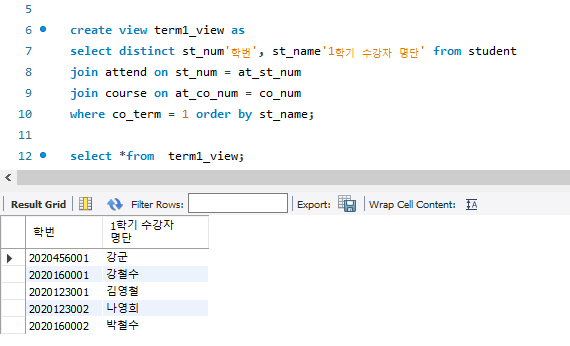 5
6 create view term1_view as
7 select distinct st_num'학번', st_name'1학기 수강자 명단' from student
8 join attend on st_num = at_st_num
9 join course on at_co_num = co_num
10 where co_term = 1 order by st_name;
11
12 select *from  term1_view;
Result Grid Filter Rows: Export: Wrap Cell Content: IA
학번 1학기 수강자
명단
2020456001 강군
2020160001 강철수
2020123001 김영철
2020123002 나영희
2020160002 박철수